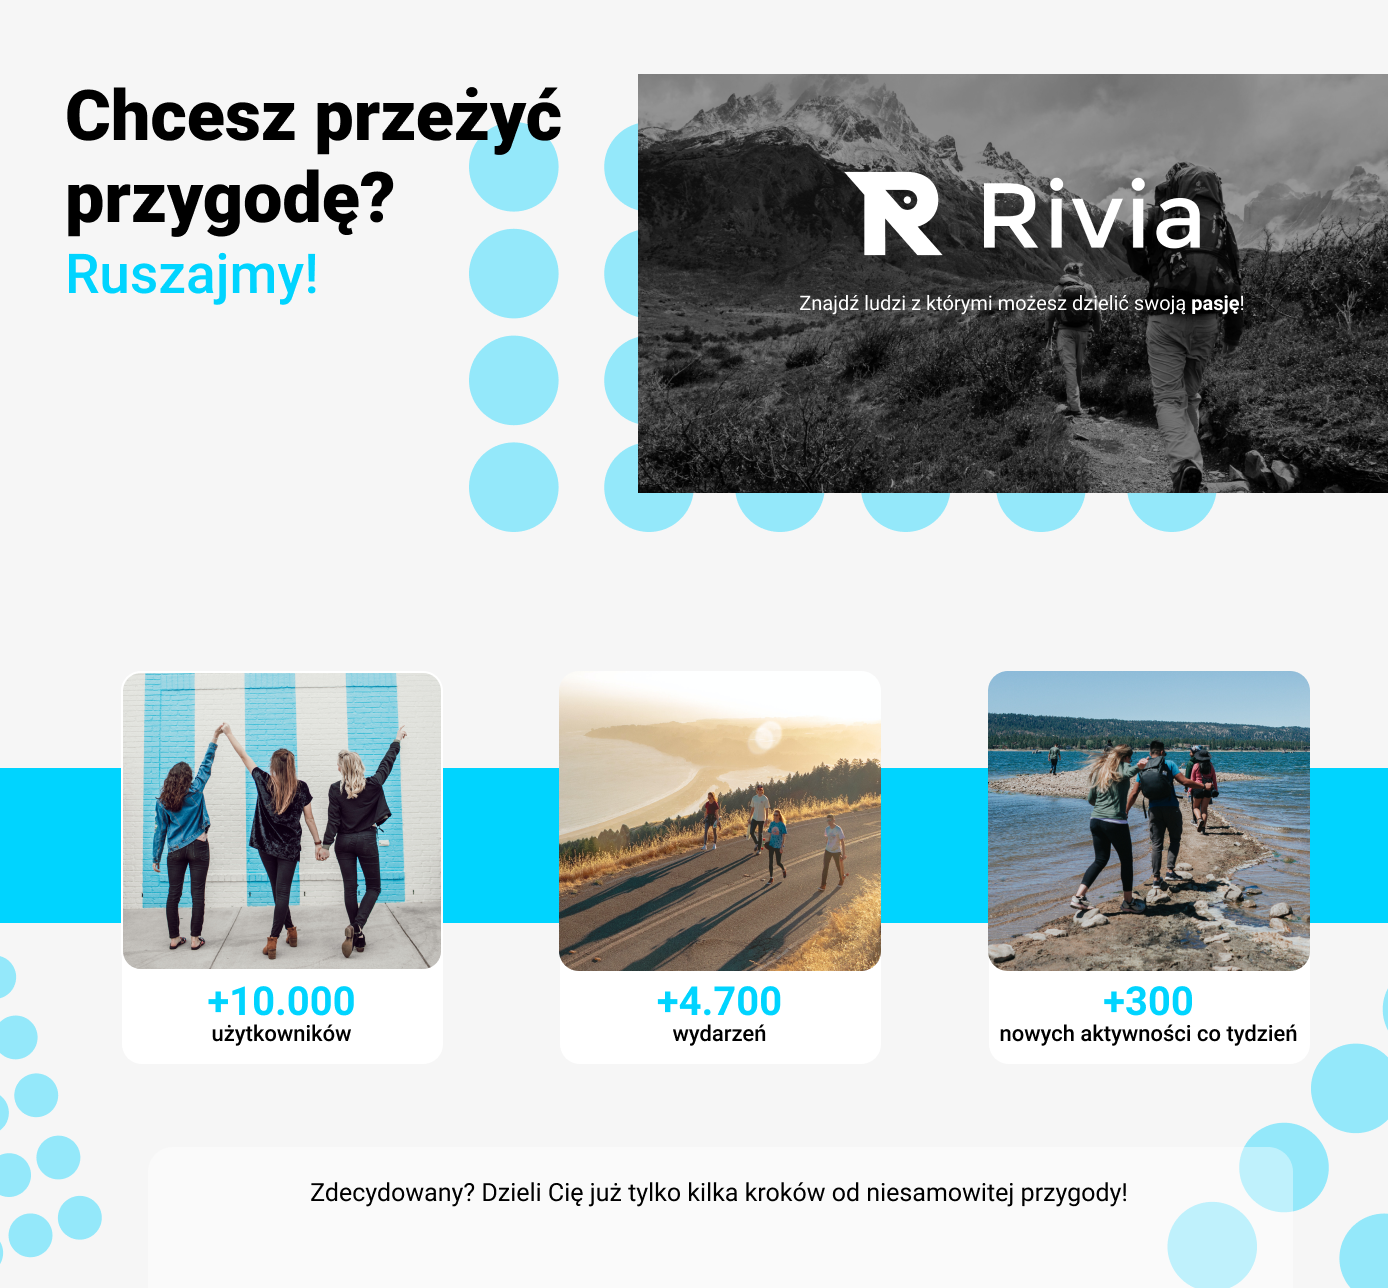 Chcesz przeżyć
przygodę?
Ruszajmy!
Rivia
Znajdź ludzi z którymi możesz dzielić swoją pasję!
+10.000
użytkowników
+4.700
wydarzeń
+300
nowych aktywności co tydzień
Zdecydowany? Dzieli Cię już tylko kilka kroków od niesamowitej przygody!